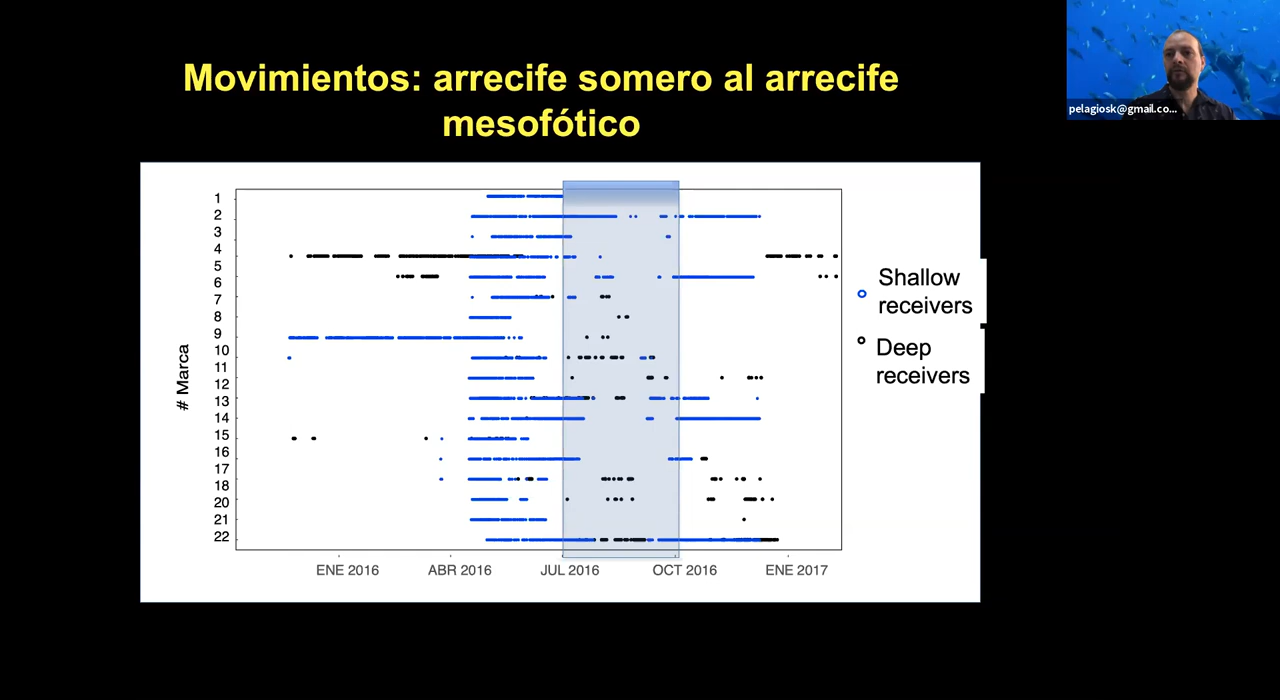 Movimientos: arrecife somero al arrecife
mesofótico
pelagiosk@gmail.co...
# Marca
1
2
3
4
5
6
7
8
9
10
11
12
13
14
15
16
17
18
20
21
22
ENE 2016
ABR 2016
JUL 2016
OCT 2016
ENE 2017
Shallow
receivers
Deep
receivers